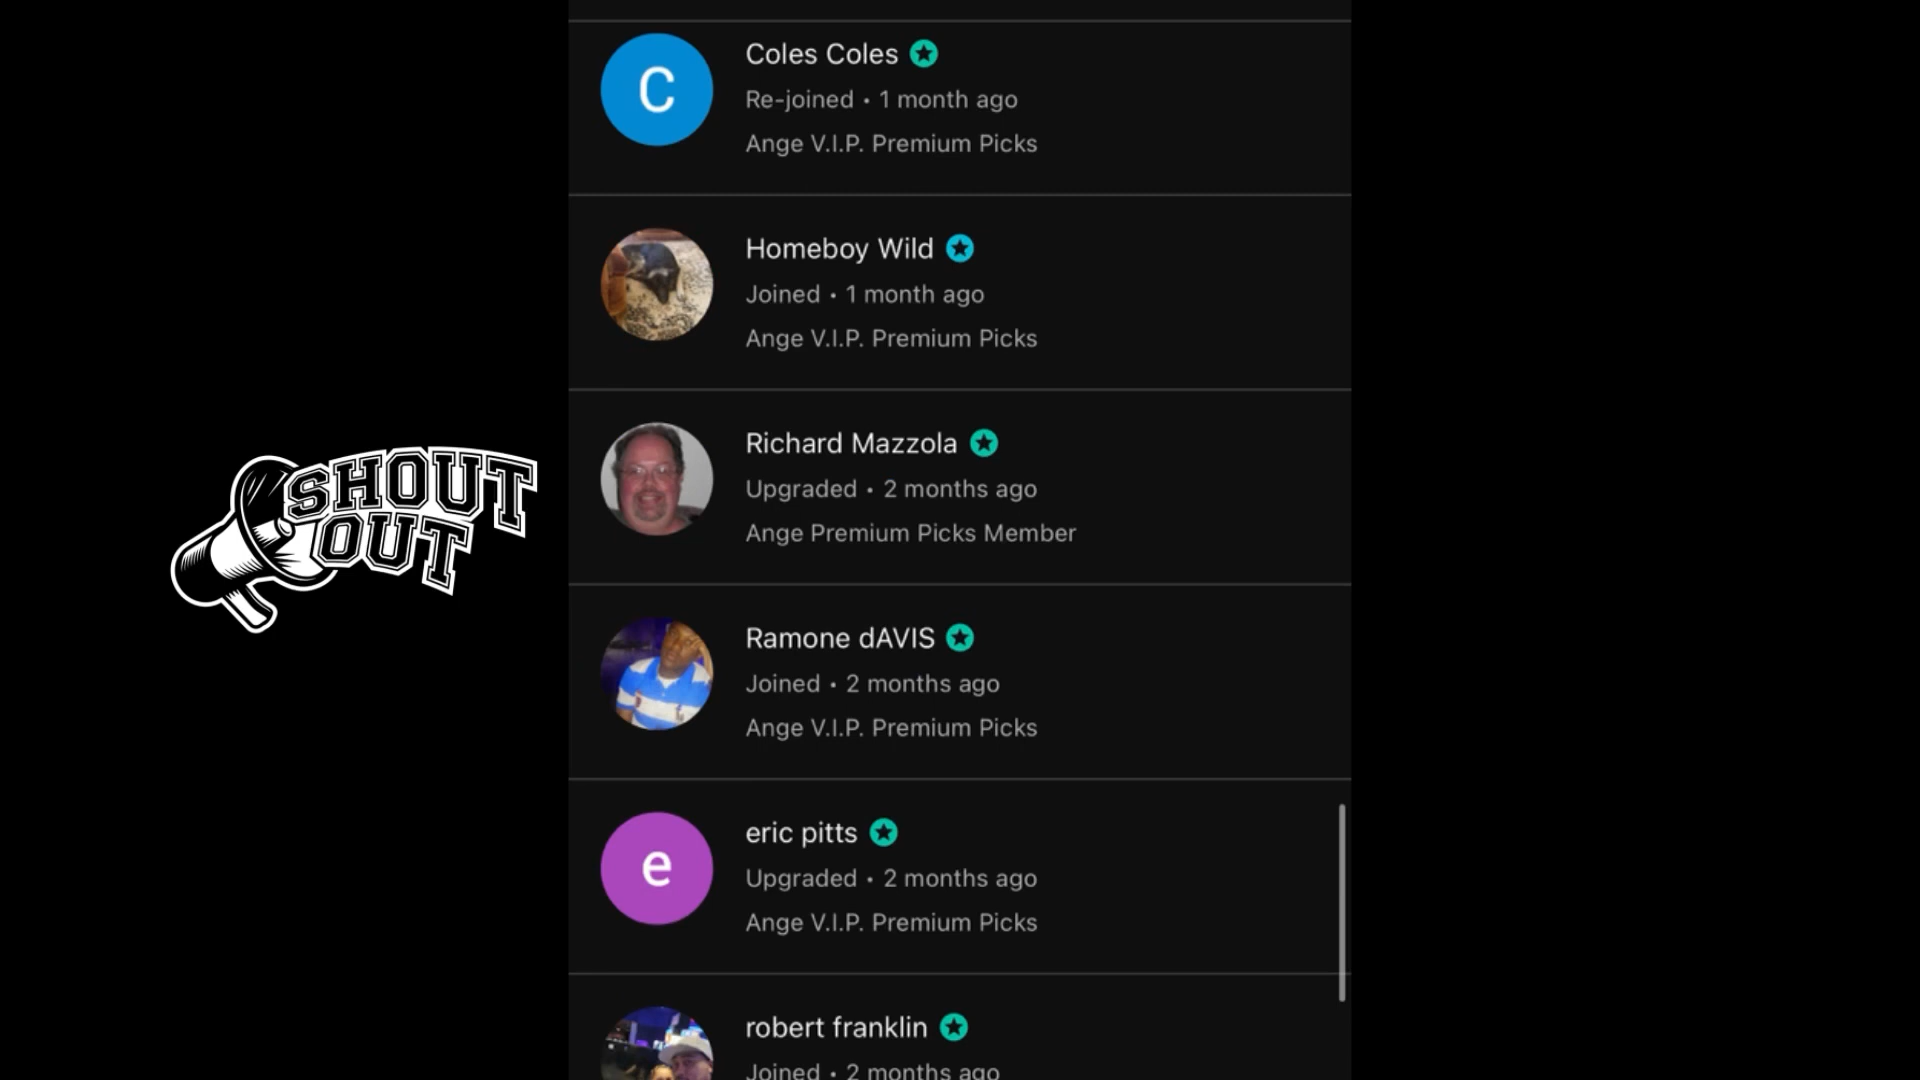 SHOUT
OUT
C
Coles Coles
Re-joined • 1 month ago
Ange V.I.P. Premium Picks
Homeboy Wild
Joined • 1 month ago
Ange V.I.P. Premium Picks
Richard Mazzola
Upgraded • 2 months ago
Ange Premium Picks Member
Ramone dAVIS
Joined • 2 months ago
Ange V.I.P. Premium Picks
e
eric pitts
Upgraded • 2 months ago
Ange V.I.P. Premium Picks
robert franklin
Joined • 2 months ago